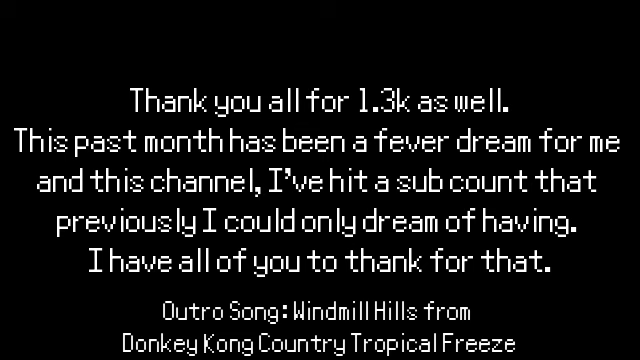 Thank you all for 1.3k as well.
This past month has been a fever dream for me
and this channel, I've hit a sub count that
previously I could only dream of having.
I have all of you to thank for that.
Outro Song: Windmill Hills from
Donkey Kong Country Tropical Freeze